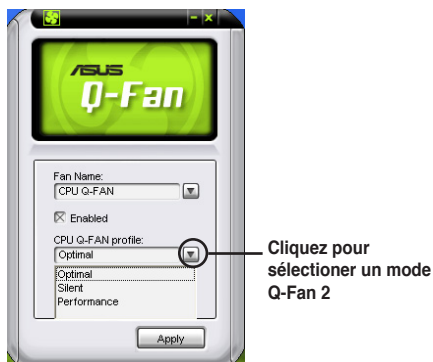 ASUS
Q-Fan
Fan Name:
CPU Q-FAN
Enabled
CPU Q-FAN profile:
Optimal
Optimal
Silent
Performance
Apply
Cliquez pour
sélectioner un mode
Q-Fan 2